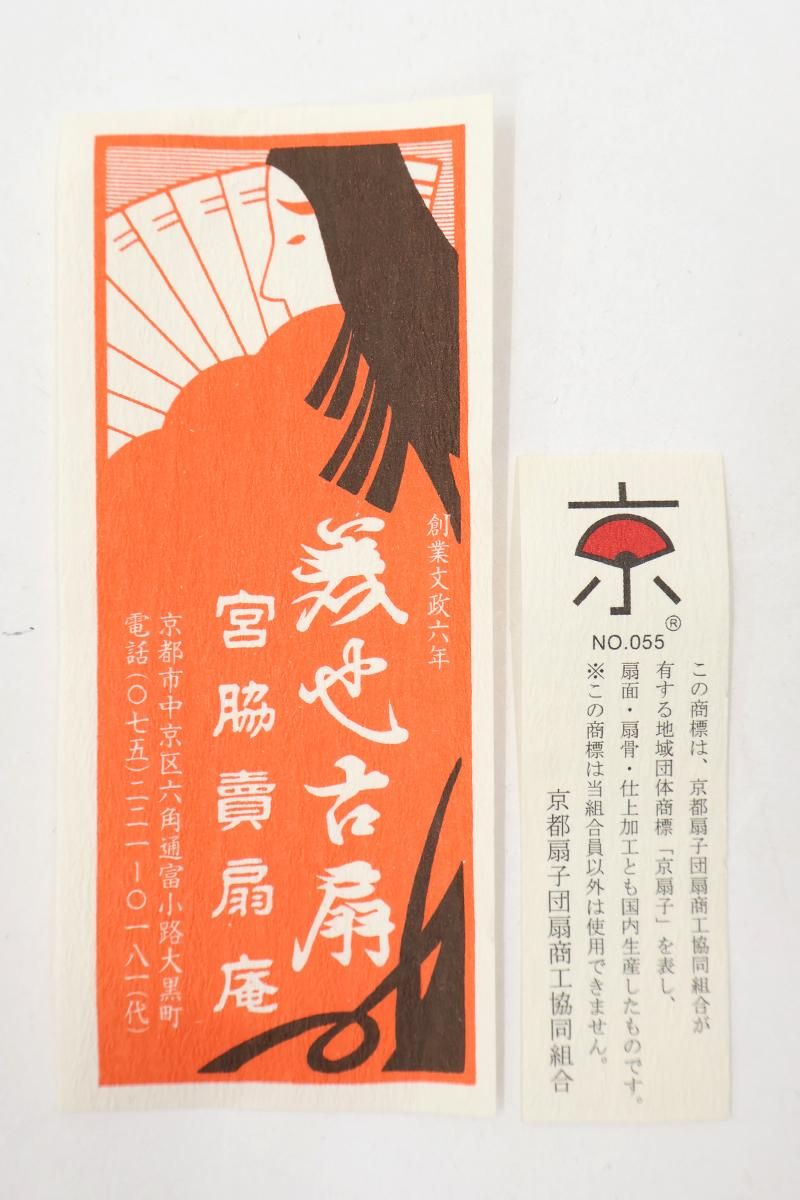 創業文政六年
美也古扇
宮脇賣扇庵
京都市中京区六角通富小路大黒町
電話(〇七五)二二一ー〇一八一(代)
京
®
NO.055
この商標は、京都扇子団扇商工協同組合が
有する地域団体商標「京扇子」を表し、
扇面・扇骨・仕上加工とも国内生産したものです。
※この商標は当組合員以外は使用できません。
京都扇子団扇商工協同組合